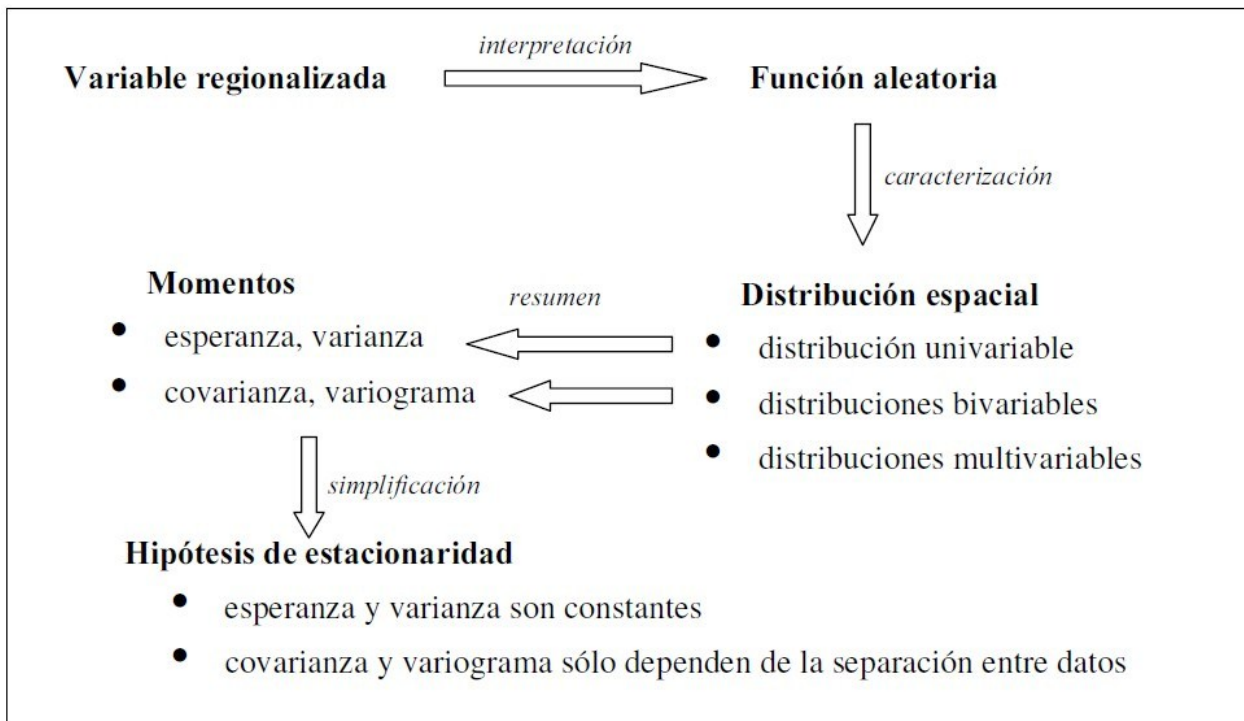 interpretación
Variable regionalizada
Función aleatoria
caracterización
Distribución espacial
• distribución univariable
• distribuciones bivariables
• distribuciones multivariables
resumen
Momentos
• esperanza, varianza
• covarianza, variograma
simplificación
Hipótesis de estacionaridad
• esperanza y varianza son constantes
• covarianza y variograma sólo dependen de la separación entre datos